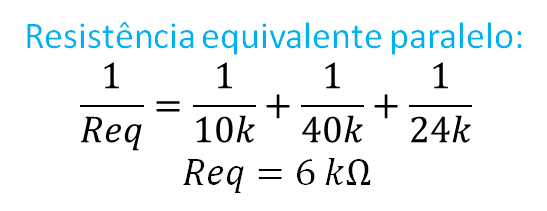 Resistência equivalente paralelo:
1/Req = 1/10k + 1/40k + 1/24k
Req = 6 kΩ